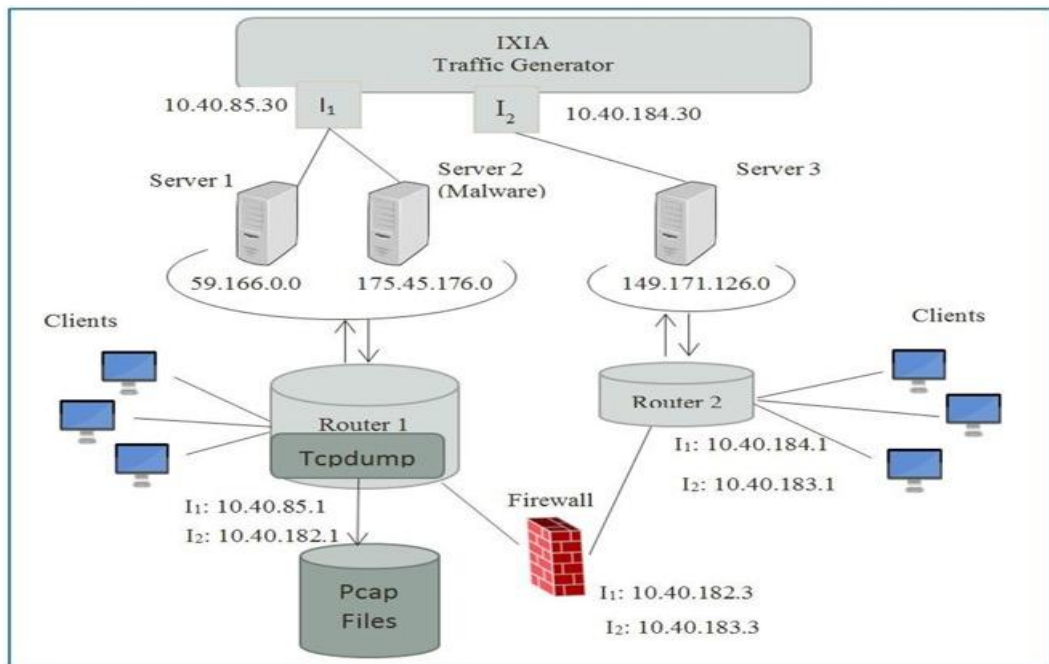 IXIA
Traffic Generator
10.40.85.30
I₁
I₂
10.40.184.30
Server 1
Server 2
(Malware)
Server 3
59.166.0.0
175.45.176.0
149.171.126.0
Clients
Clients
Router 1
Tcpdump
Router 2
I₁: 10.40.184.1
I₂: 10.40.183.1
I₁: 10.40.85.1
I₂: 10.40.182.1
Firewall
Pcap
Files
I₁: 10.40.182.3
I₂: 10.40.183.3